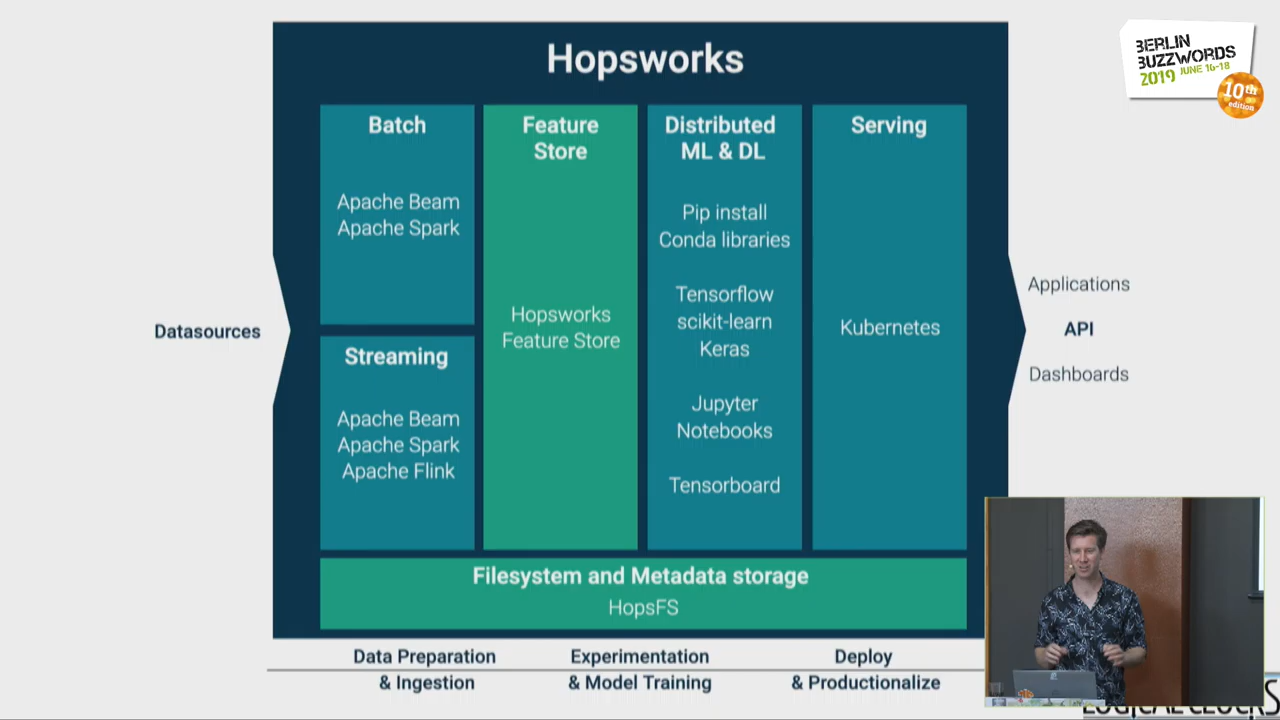 Hopsworks
BERLIN
BUZZWORDS
2019 JUNE 16-18
10th
edition
Batch
Apache Beam
Apache Spark
Streaming
Apache Beam
Apache Spark
Apache Flink
Feature
Store
Hopsworks
Feature Store
Distributed
ML & DL
Pip install
Conda libraries
Tensorflow
scikit-learn
Keras
Jupyter
Notebooks
Tensorboard
Serving
Kubernetes
Datasources
Applications
API
Dashboards
Filesystem and Metadata storage
HopsFS
Data Preparation
& Ingestion
Experimentation
& Model Training
Deploy
& Productionalize
LOGICAL CLOCKS